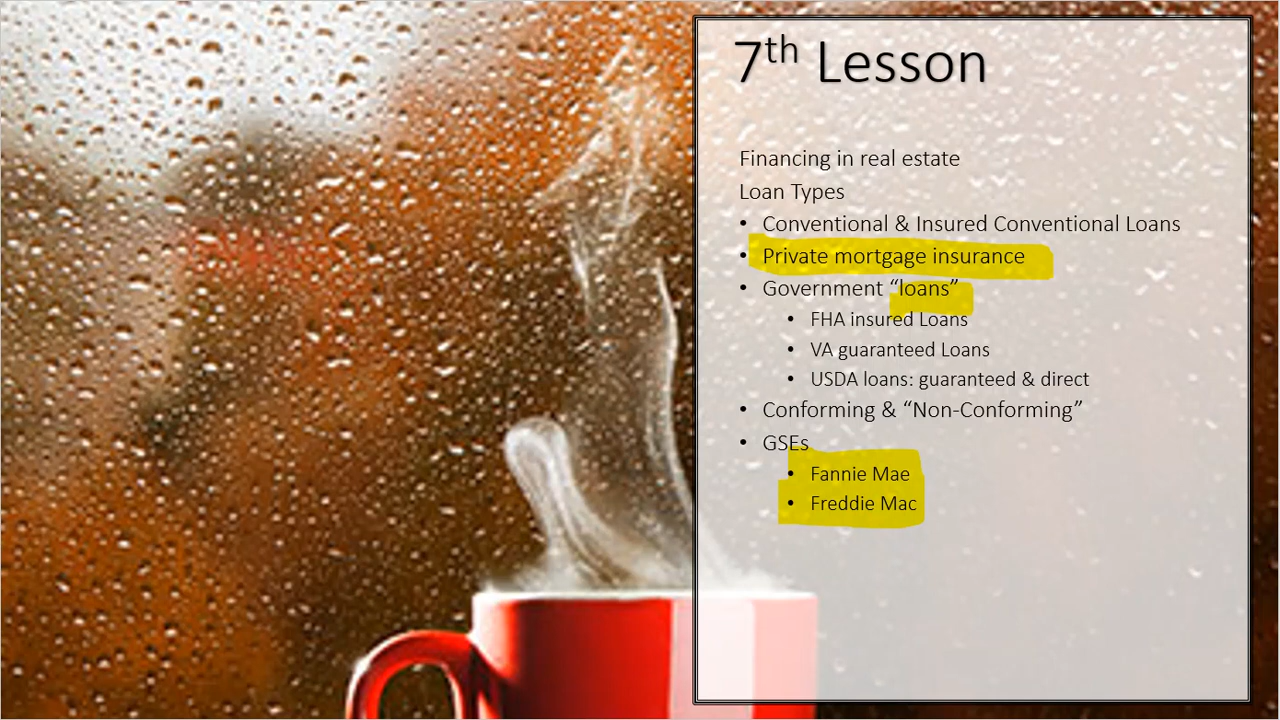 7th Lesson
Financing in real estate
Loan Types
• Conventional & Insured Conventional Loans
• Private mortgage insurance
• Government “loans”
• FHA insured Loans
• VA guaranteed Loans
• USDA loans: guaranteed & direct
• Conforming & “Non-Conforming”
• GSEs
• Fannie Mae
• Freddie Mac